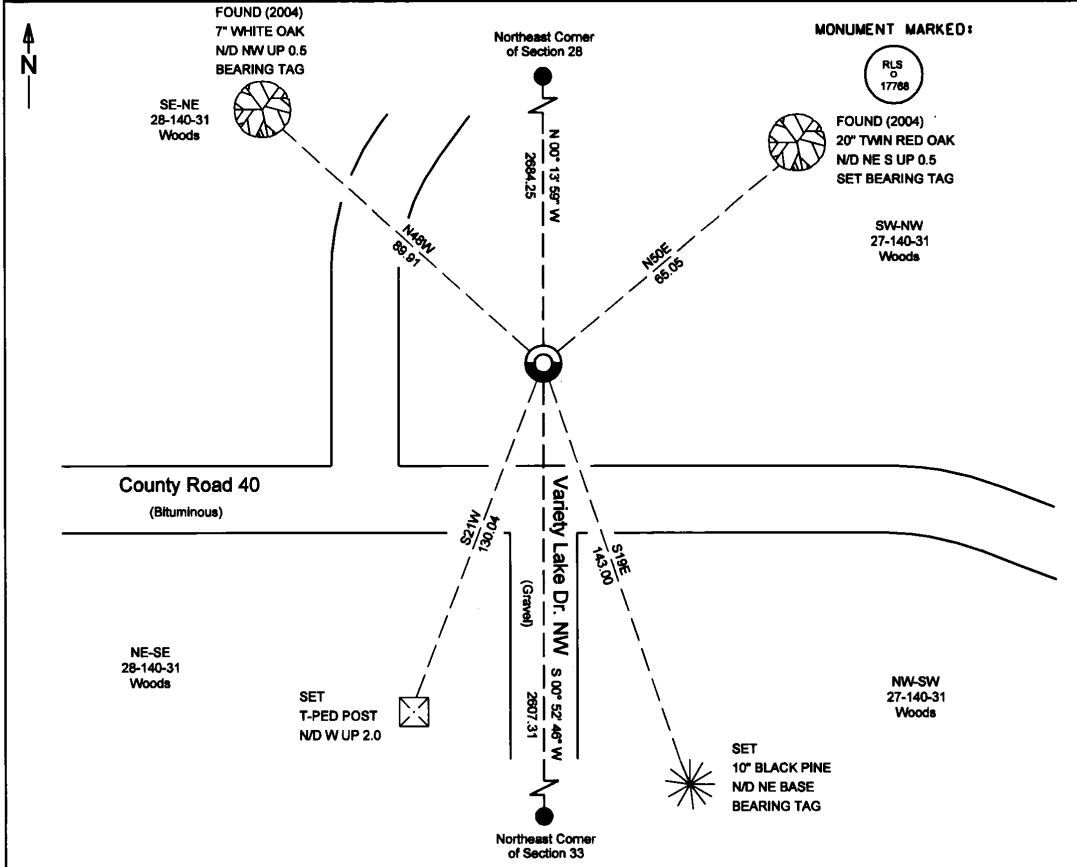 FOUND (2004)
7" WHITE OAK
N/D NW UP 0.5
BEARING TAG
N
SE-NE
28-140-31
Woods
Northeast Corner
of Section 28
MONUMENT MARKED:
RLS
O
17768
FOUND (2004)
20" TWIN RED OAK
N/D NE S UP 0.5
SET BEARING TAG
SW-NW
27-140-31
Woods
N 00° 13' 59" W
2684.25
N48W
89.91
N50E
65.05
County Road 40
(Bituminous)
S21W
130.04
Variety Lake Dr. NW
(Gravel)
S 00° 52' 46" W
2607.31
S19E
143.00
NE-SE
28-140-31
Woods
SET
T-PED POST
N/D W UP 2.0
NW-SW
27-140-31
Woods
SET
10" BLACK PINE
N/D NE BASE
BEARING TAG
Northeast Corner
of Section 33